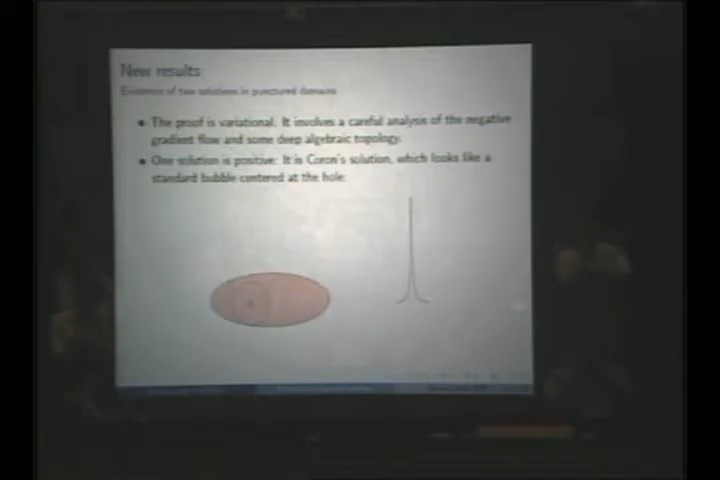 New results
Existence of two solutions in punctured domains
• The proof is variational. It involves a careful analysis of the negative
gradient flow and some deep algebraic topology.
• One solution is positive: It is Coron's solution, which looks like a
standard bubble centered at the hole.